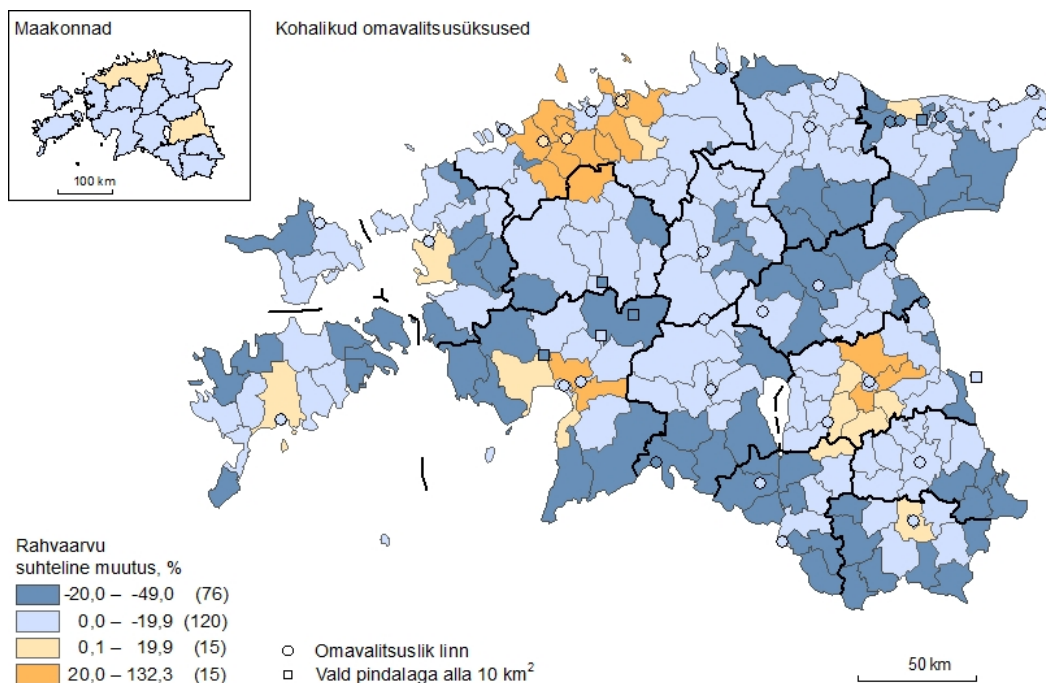 Maakonnad
100 km
Kohalikud omavalitsusüksused
Rahvaarvu
suhteline muutus, %
-20,0 – -49,0 (76)
0,0 – -19,9 (120)
0,1 – 19,9 (15)
20,0 – 132,3 (15)
Omavalitsuslik linn
Vald pindalaga alla 10 km²
50 km